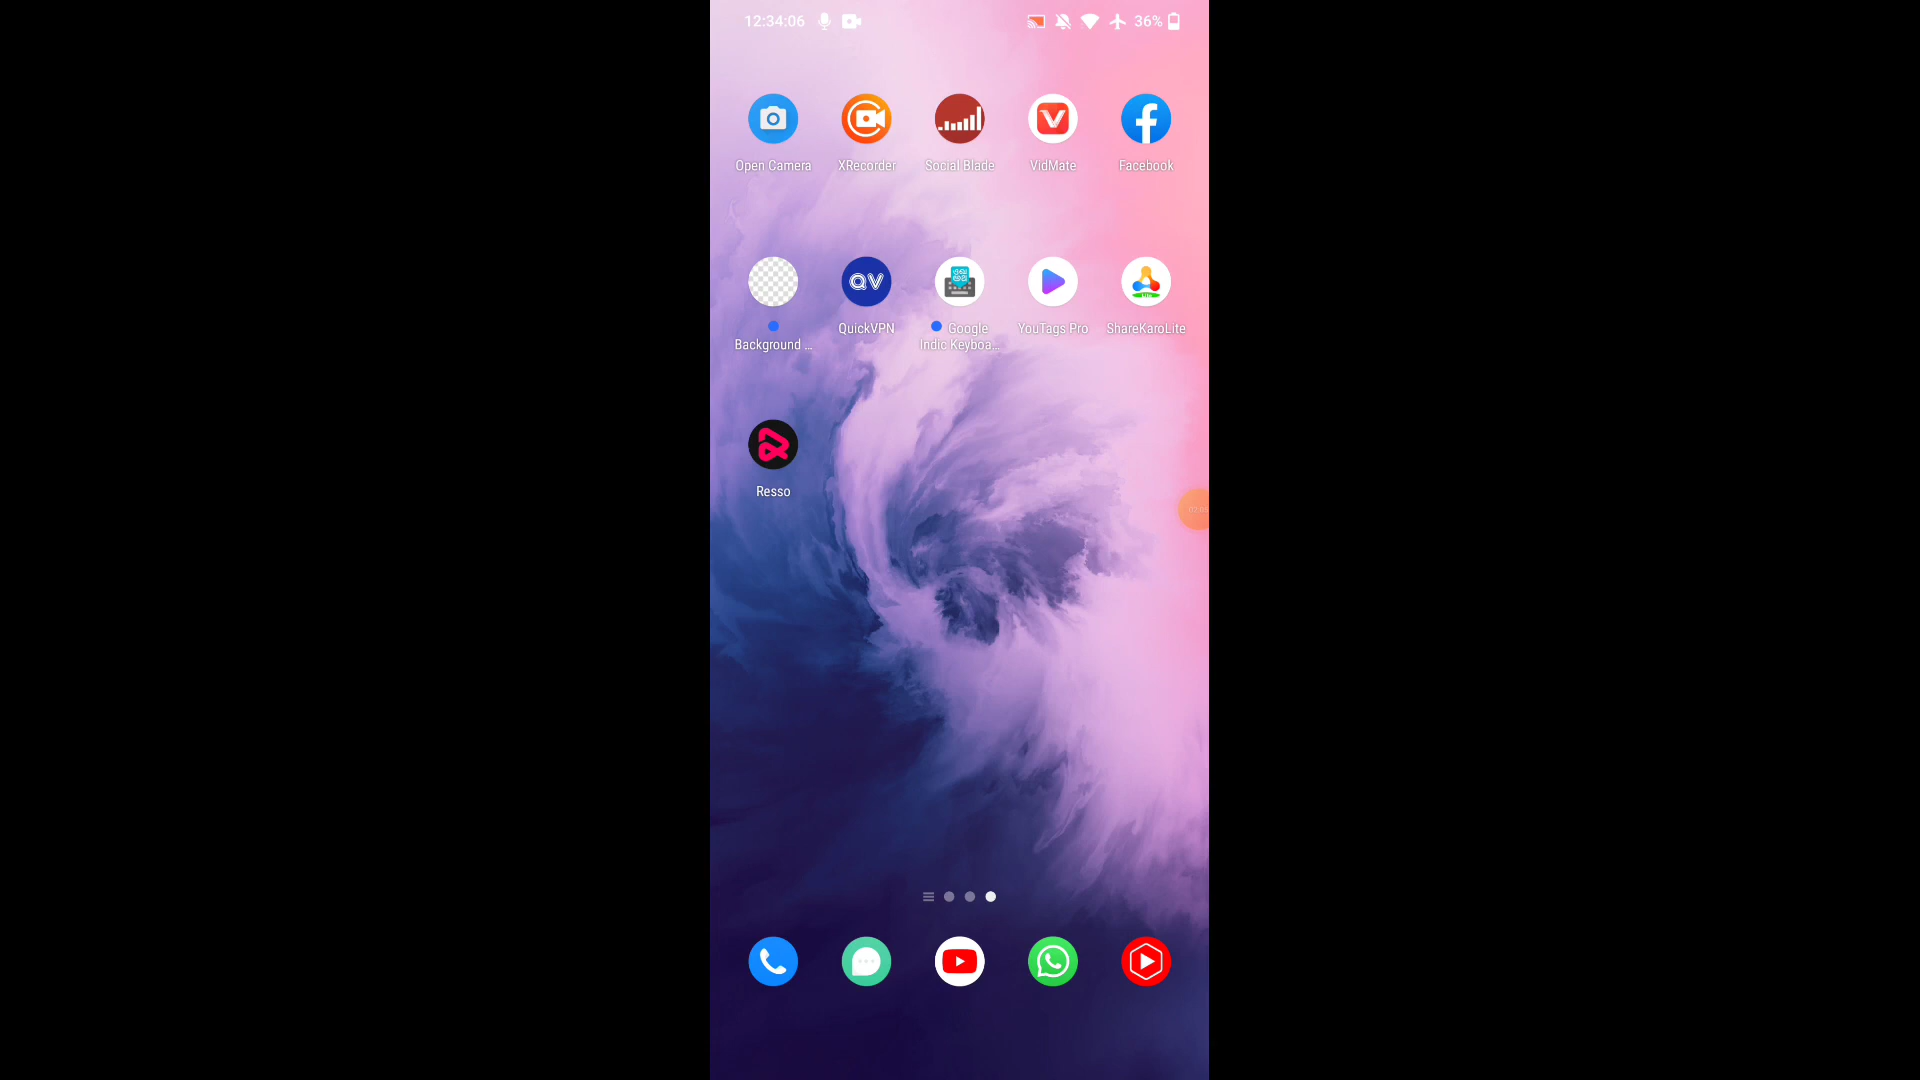 12:34:06
36%
Open Camera
XRecorder
Social Blade
VidMate
Facebook
QV
Background ...
QuickVPN
Google
Indic Keyboa...
YouTags Pro
ShareKaroLite
Resso